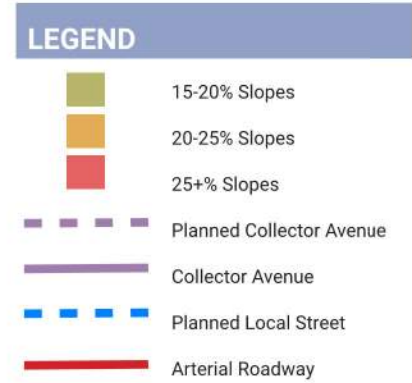 LEGEND
15-20% Slopes
20-25% Slopes
25+% Slopes
Planned Collector Avenue
Collector Avenue
Planned Local Street
Arterial Roadway